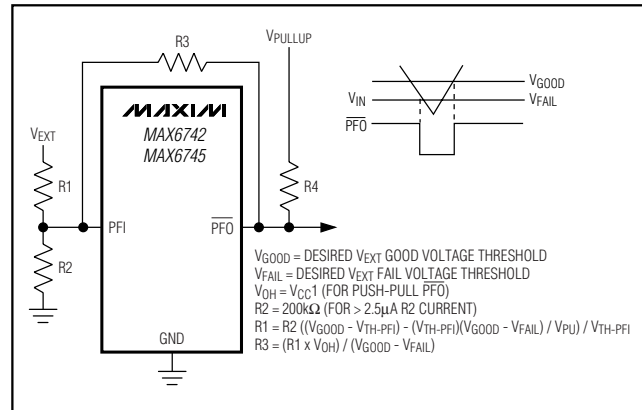 R3
VPULLUP
VGOOD
VIN
VFAIL
PFO
MAXIM
MAX6742
MAX6745
VEXT
R1
R4
PFI
PFO
R2
GND
VGOOD = DESIRED VEXT GOOD VOLTAGE THRESHOLD
VFAIL = DESIRED VEXT FAIL VOLTAGE THRESHOLD
VOH = VCC1 (FOR PUSH-PULL PFO)
R2 = 200kΩ (FOR > 2.5µA R2 CURRENT)
R1 = R2 ((VGOOD - VTH-PFI) - (VTH-PFI)(VGOOD - VFAIL) / VPU) / VTH-PFI
R3 = (R1 x VOH) / (VGOOD - VFAIL)